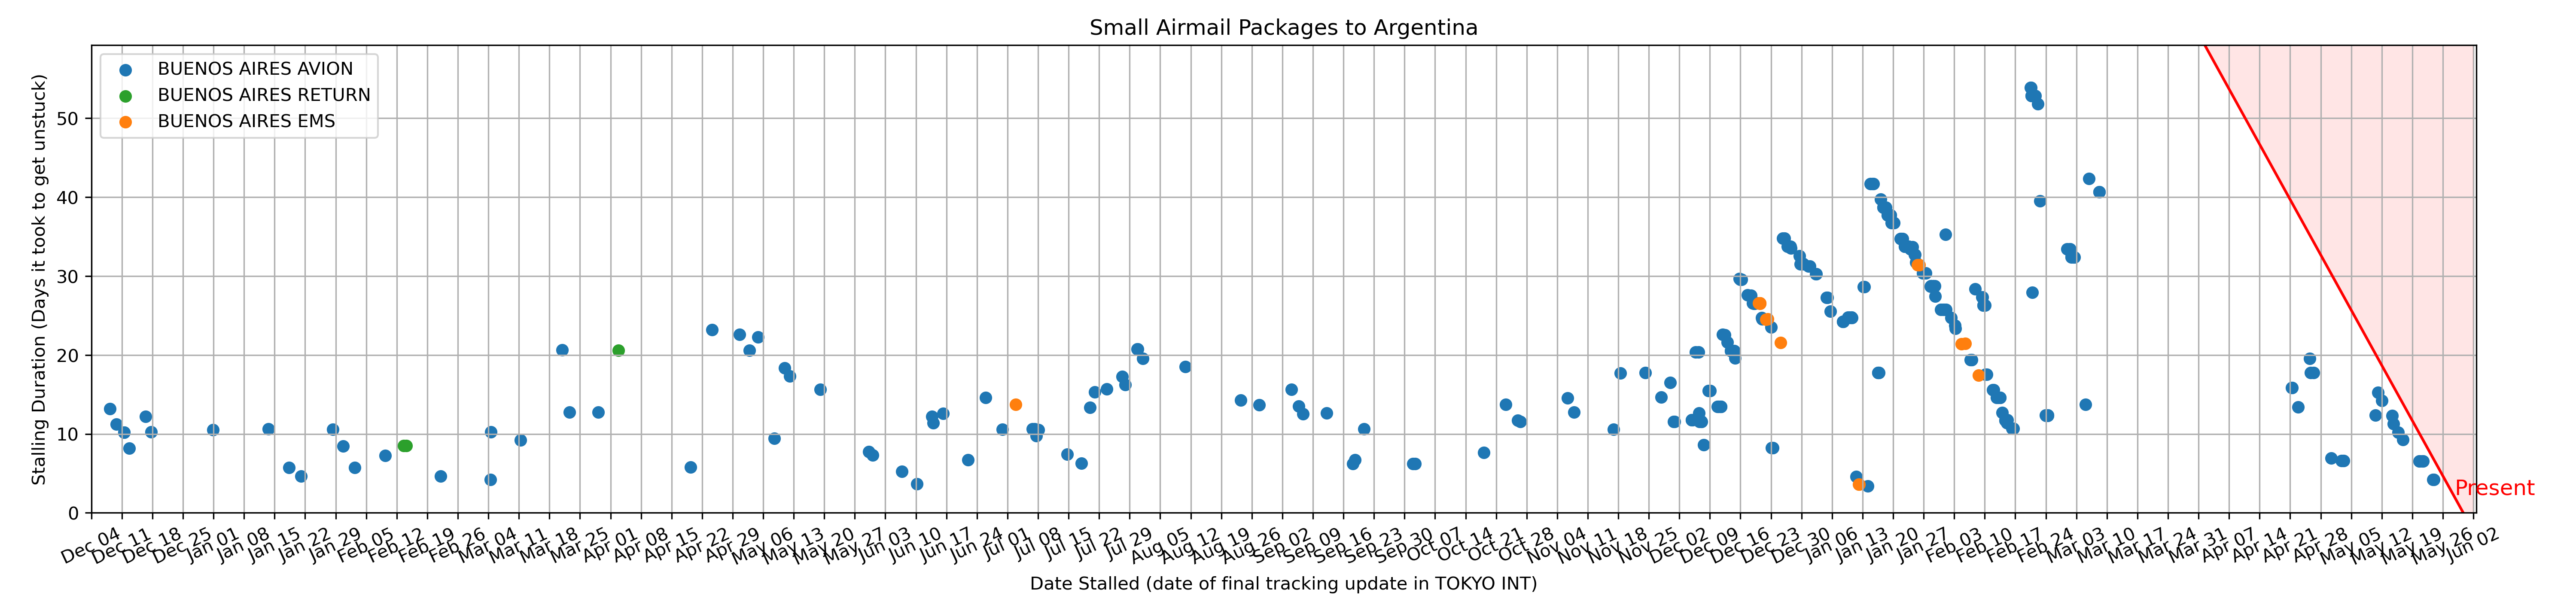 Small Airmail Packages to Argentina
BUENOS AIRES AVION
BUENOS AIRES RETURN
BUENOS AIRES EMS
Stalling Duration (Days it took to get unstuck)
50
40
30
20
10
0
Present
Dec 04 Dec 11 Dec 18 Dec 25 Jan 01 Jan 08 Jan 15 Jan 22 Jan 29 Feb 05 Feb 12 Feb 19 Feb 26 Mar 04 Mar 11 Mar 18 Mar 25 Apr 01 Apr 08 Apr 15 Apr 22 Apr 29 May 06 May 13 May 20 May 27 Jun 03 Jun 10 Jun 17 Jun 24 Jul 01 Jul 08 Jul 15 Jul 22 Jul 29 Aug 05 Aug 12 Aug 19 Aug 26 Sep 02 Sep 09 Sep 16 Sep 23 Sep 30 Oct 07 Oct 14 Oct 21 Oct 28 Nov 04 Nov 11 Nov 18 Nov 25 Dec 02 Dec 09 Dec 16 Dec 23 Dec 30 Jan 06 Jan 13 Jan 20 Jan 27 Feb 03 Feb 10 Feb 17 Feb 24 Mar 03 Mar 10 Mar 17 Mar 24 Mar 31 Apr 07 Apr 14 Apr 21 Apr 28 May 05 May 12 May 19 May 26 Jun 02
Date Stalled (date of final tracking update in TOKYO INT)